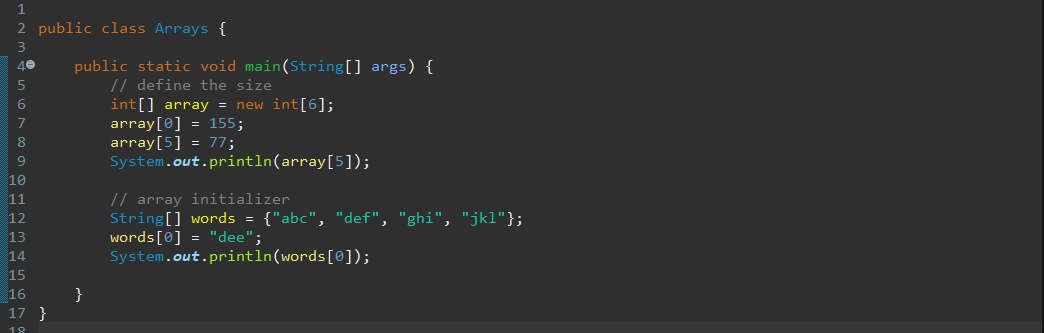 1
2 public class Arrays {
3
4 public static void main(String[] args) {
5 // define the size
6 int[] array = new int[6];
7 array[0] = 155;
8 array[5] = 77;
9 System.out.println(array[5]);
10
11 // array initializer
12 String[] words = {"abc", "def", "ghi", "jkl"};
13 words[0] = "dee";
14 System.out.println(words[0]);
15
16 }
17 }
18